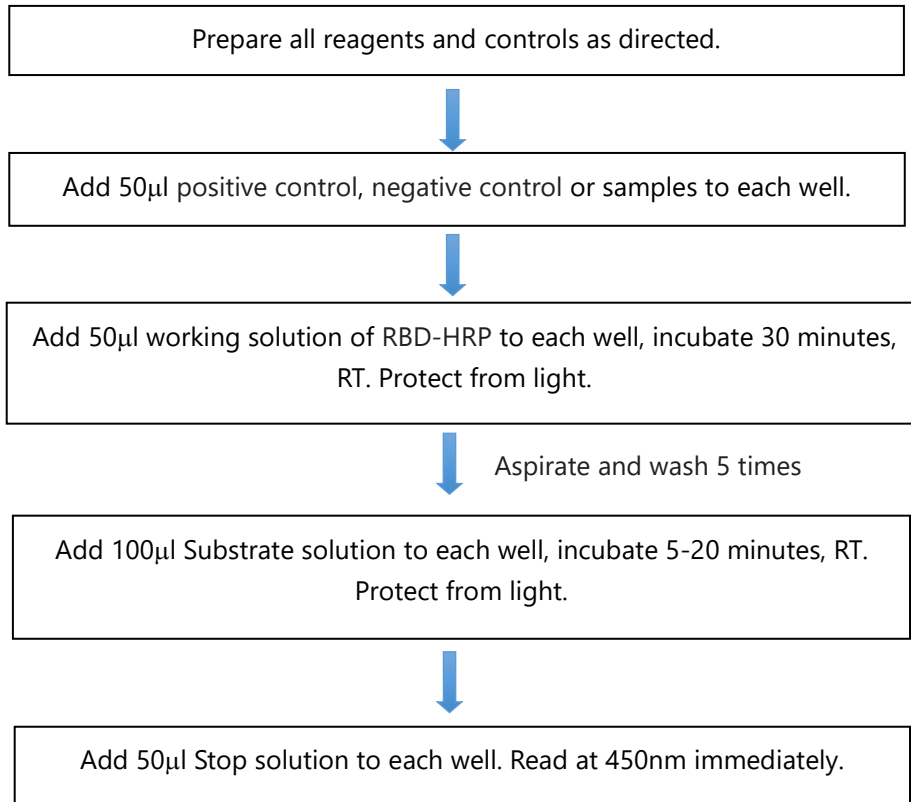 Prepare all reagents and controls as directed.
Add 50μl positive control, negative control or samples to each well.
Add 50μl working solution of RBD-HRP to each well, incubate 30 minutes,
RT. Protect from light.
Aspirate and wash 5 times
Add 100μl Substrate solution to each well, incubate 5-20 minutes, RT.
Protect from light.
Add 50μl Stop solution to each well. Read at 450nm immediately.